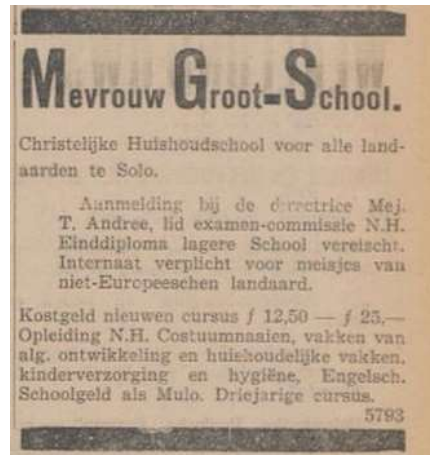 Mevrouw Groot-School.
Christelijke Huishoudschool voor alle land-
aarden te Solo.
Aanmelding bij de directrice Mej.
T. Andree, lid examen-commissie N.H.
Einddiploma lagere School vereischt.
Internaat verplicht voor meisjes van
niet-Europeeschen landaard.
Kostgeld nieuwen cursus f 12,50 — f 25,—
Opleiding N.H. Costuumnaaien, vakken van
alg. ontwikkeling en huishoudelijke vakken,
kinderverzorging en hygiëne, Engelsch.
Schoolgeld als Mulo. Driejarige cursus.
5793